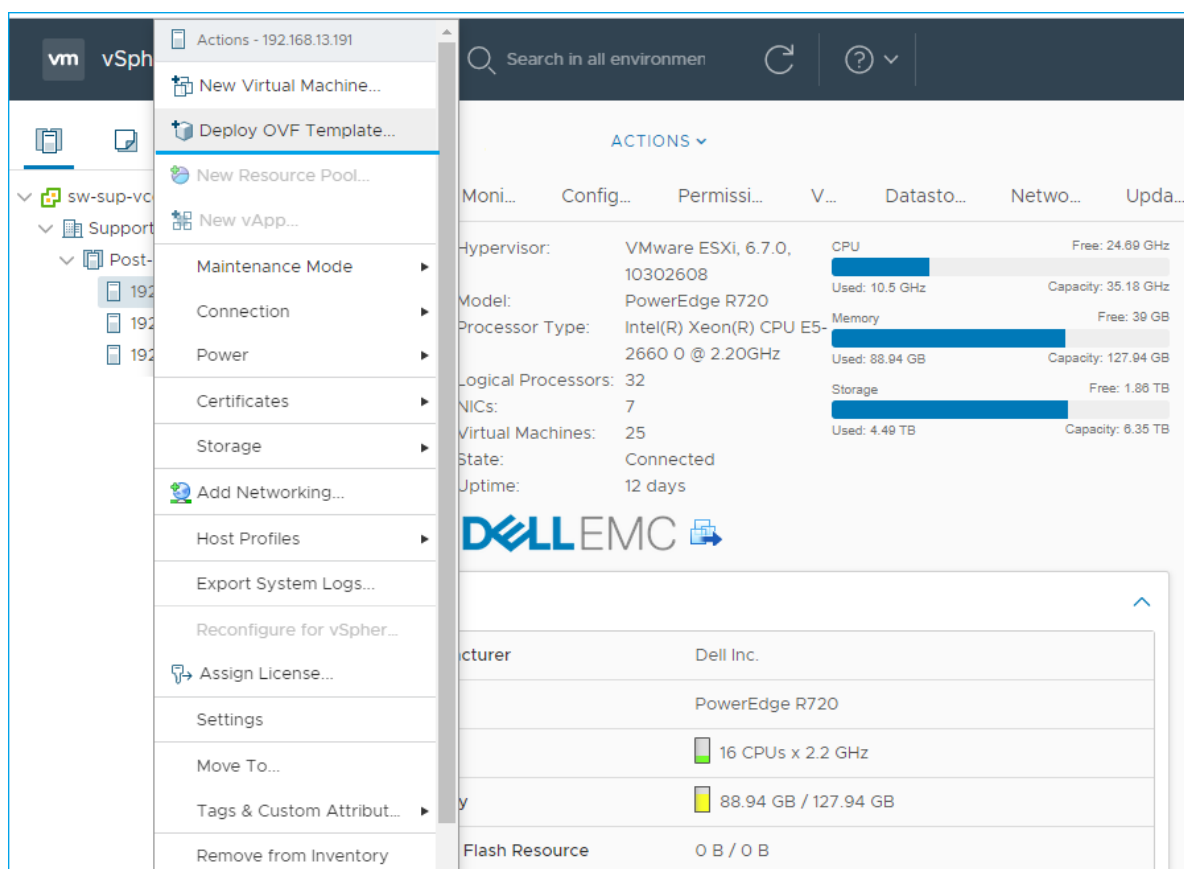 vm vSph
Search in all environmen
Actions - 192.168.13.191
New Virtual Machine...
Deploy OVF Template...
New Resource Pool...
New vApp...
Maintenance Mode
Connection
Power
Certificates
Storage
Add Networking...
Host Profiles
Export System Logs...
Reconfigure for vSpher...
Assign License...
Settings
Move To...
Tags & Custom Attribut...
Remove from Inventory
sw-sup-vc
Support
Post-
192
192
192
ACTIONS
Moni... Config... Permissi... V... Datasto... Netwo... Upda...
Hypervisor: VMware ESXi, 6.7.0,
10302608
Model: PowerEdge R720
Processor Type: Intel(R) Xeon(R) CPU E5-
2660 0 @ 2.20GHz
Logical Processors: 32
NICs: 7
Virtual Machines: 25
State: Connected
Uptime: 12 days
CPU Free: 24.69 GHz
Used: 10.5 GHz Capacity: 35.18 GHz
Memory Free: 39 GB
Used: 88.94 GB Capacity: 127.94 GB
Storage Free: 1.86 TB
Used: 4.49 TB Capacity: 6.35 TB
DELLEMC
acturer Dell Inc.
PowerEdge R720
16 CPUs x 2.2 GHz
y 88.94 GB / 127.94 GB
Flash Resource 0 B / 0 B